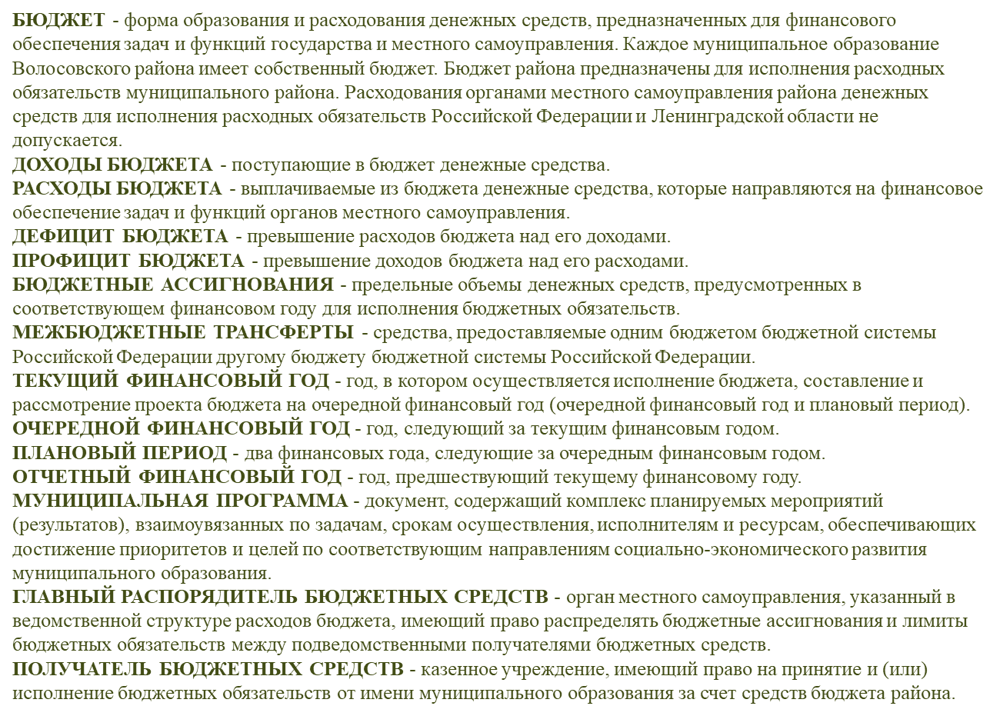 БЮДЖЕТ - форма образования и расходования денежных средств, предназначенных для финансового
обеспечения задач и функций государства и местного самоуправления. Каждое муниципальное образование
Волосовского района имеет собственный бюджет. Бюджет района предназначены для исполнения расходных
обязательств муниципального района. Расходования органами местного самоуправления района денежных
средств для исполнения расходных обязательств Российской Федерации и Ленинградской области не
допускается.
ДОХОДЫ БЮДЖЕТА - поступающие в бюджет денежные средства.
РАСХОДЫ БЮДЖЕТА - выплачиваемые из бюджета денежные средства, которые направляются на финансовое
обеспечение задач и функций органов местного самоуправления.
ДЕФИЦИТ БЮДЖЕТА - превышение расходов бюджета над его доходами.
ПРОФИЦИТ БЮДЖЕТА - превышение доходов бюджета над его расходами.
БЮДЖЕТНЫЕ АССИГНОВАНИЯ - предельные объемы денежных средств, предусмотренных в
соответствующем финансовом году для исполнения бюджетных обязательств.
МЕЖБЮДЖЕТНЫЕ ТРАНСФЕРТЫ - средства, предоставляемые одним бюджетом бюджетной системы
Российской Федерации другому бюджету бюджетной системы Российской Федерации.
ТЕКУЩИЙ ФИНАНСОВЫЙ ГОД - год, в котором осуществляется исполнение бюджета, составление и
рассмотрение проекта бюджета на очередной финансовый год (очередной финансовый год и плановый период).
ОЧЕРЕДНОЙ ФИНАНСОВЫЙ ГОД - год, следующий за текущим финансовым годом.
ПЛАНОВЫЙ ПЕРИОД - два финансовых года, следующие за очередным финансовым годом.
ОТЧЕТНЫЙ ФИНАНСОВЫЙ ГОД - год, предшествующий текущему финансовому году.
МУНИЦИПАЛЬНАЯ ПРОГРАММА - документ, содержащий комплекс планируемых мероприятий
(результатов), взаимоувязанных по задачам, срокам осуществления, исполнителям и ресурсам, обеспечивающих
достижение приоритетов и целей по соответствующим направлениям социально-экономического развития
муниципального образования.
ГЛАВНЫЙ РАСПОРЯДИТЕЛЬ БЮДЖЕТНЫХ СРЕДСТВ - орган местного самоуправления, указанный в
ведомственной структуре расходов бюджета, имеющий право распределять бюджетные ассигнования и лимиты
бюджетных обязательств между подведомственными получателями бюджетных средств.
ПОЛУЧАТЕЛЬ БЮДЖЕТНЫХ СРЕДСТВ - казенное учреждение, имеющий право на принятие и (или)
исполнение бюджетных обязательств от имени муниципального образования за счет средств бюджета района.